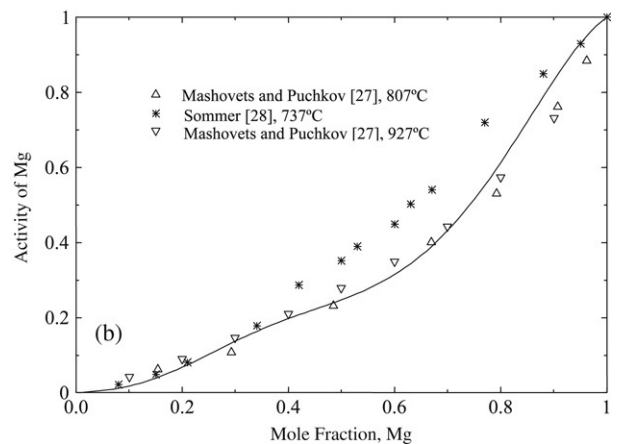 1
0.8
0.6
0.4
0.2
0
Activity of Mg
△ Mashovets and Puchkov [27], 807ºC
* Sommer [28], 737ºC
▽ Mashovets and Puchkov [27], 927ºC
(b)
0.0 0.2 0.4 0.6 0.8 1
Mole Fraction, Mg